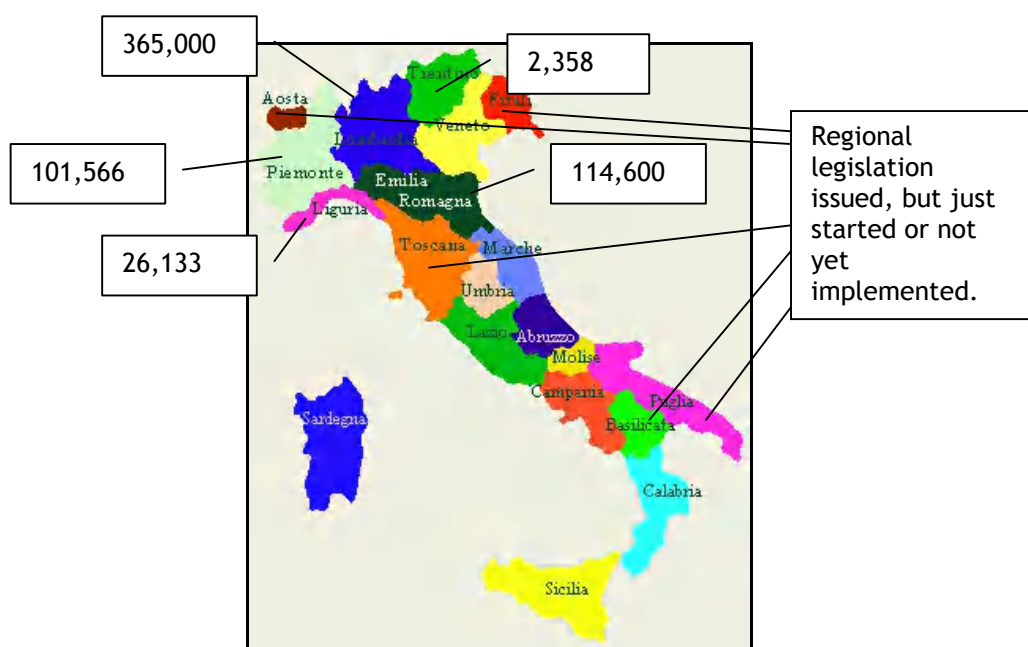 365,000
2,358
Trentino
Aosta
Friuli
Veneto
Lombardia
Regional
legislation
issued, but just
started or not
yet
implemented.
101,566
Piemonte
Emilia
Romagna
114,600
Liguria
26,133
Toscana
Marche
Umbria
Lazio
Abruzzo
Molise
Campania
Puglia
Basilicata
Sardegna
Calabria
Sicilia